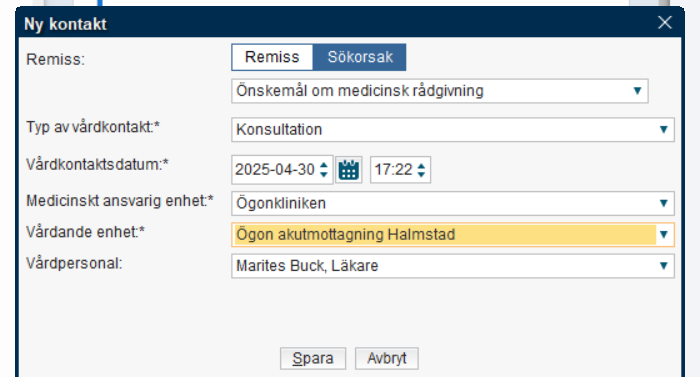 Ny kontakt
Remiss: Remiss Sökorsak
Önskemål om medicinsk rådgivning
Typ av vårdkontakt:* Konsultation
Vårdkontaktsdatum:* 2025-04-30 17:22
Medicinskt ansvarig enhet:* Ögonkliniken
Vårdande enhet:* Ögon akutmottagning Halmstad
Vårdpersonal: Marites Buck, Läkare
Spara Avbryt